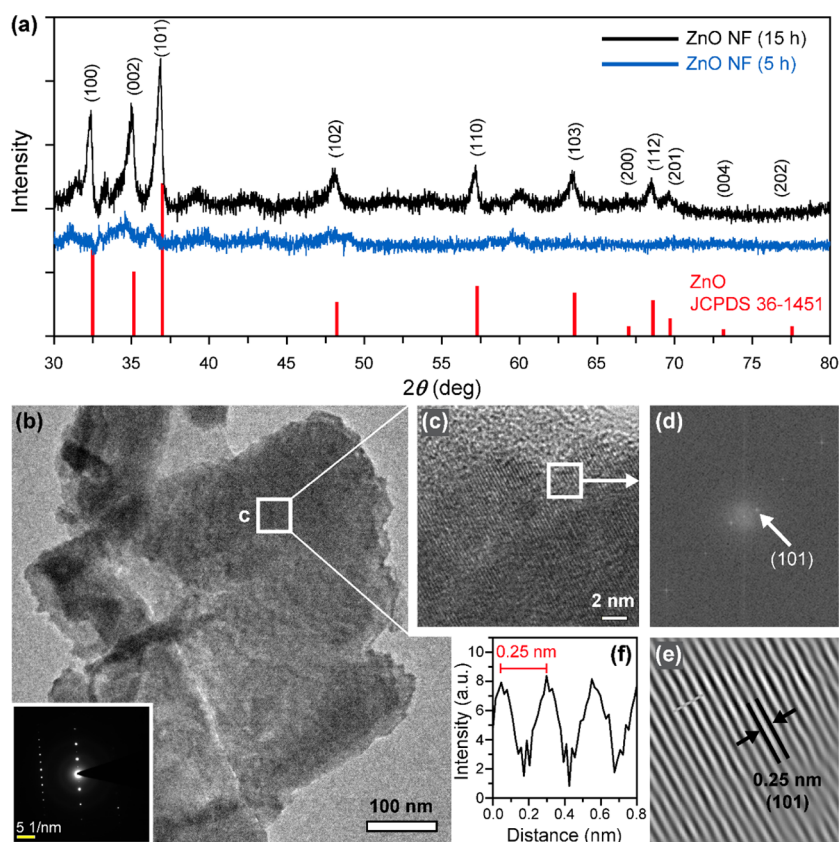 (a)
ZnO NF (15 h)
ZnO NF (5 h)
(100)
(002)
(101)
(102)
(110)
(103)
(200)
(112)
(201)
(004)
(202)
Intensity
ZnO
JCPDS 36-1451
30 35 40 45 50 55 60 65 70 75 80
2θ (deg)
(b)
c
5 1/nm
100 nm
(c)
2 nm
(d)
(101)
(f)
0.25 nm
Intensity (a.u.)
10
8
6
4
2
0
0.0 0.2 0.4 0.6 0.8
Distance (nm)
(e)
0.25 nm
(101)